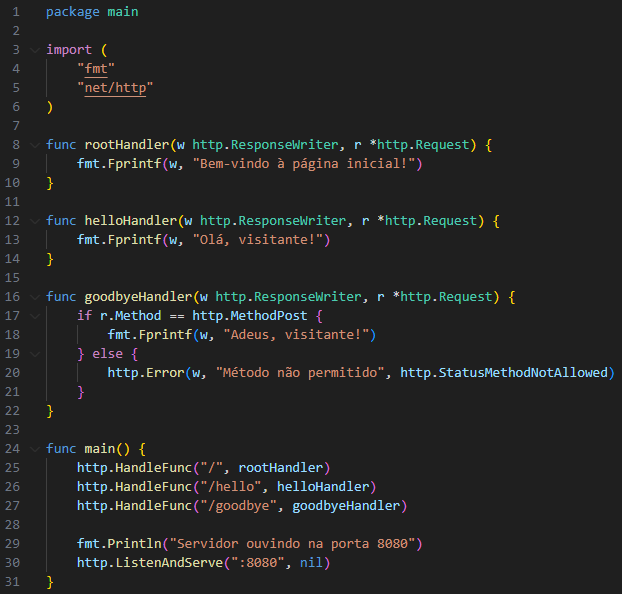 1 package main
2
3 import (
4     "fmt"
5     "net/http"
6 )
7
8 func rootHandler(w http.ResponseWriter, r *http.Request) {
9     fmt.Fprintf(w, "Bem-vindo à página inicial!")
10 }
11
12 func helloHandler(w http.ResponseWriter, r *http.Request) {
13     fmt.Fprintf(w, "Olá, visitante!")
14 }
15
16 func goodbyeHandler(w http.ResponseWriter, r *http.Request) {
17     if r.Method == http.MethodPost {
18         fmt.Fprintf(w, "Adeus, visitante!")
19     } else {
20         http.Error(w, "Método não permitido", http.StatusMethodNotAllowed)
21     }
22 }
23
24 func main() {
25     http.HandleFunc("/", rootHandler)
26     http.HandleFunc("/hello", helloHandler)
27     http.HandleFunc("/goodbye", goodbyeHandler)
28
29     fmt.Println("Servidor ouvindo na porta 8080")
30     http.ListenAndServe(":8080", nil)
31 }